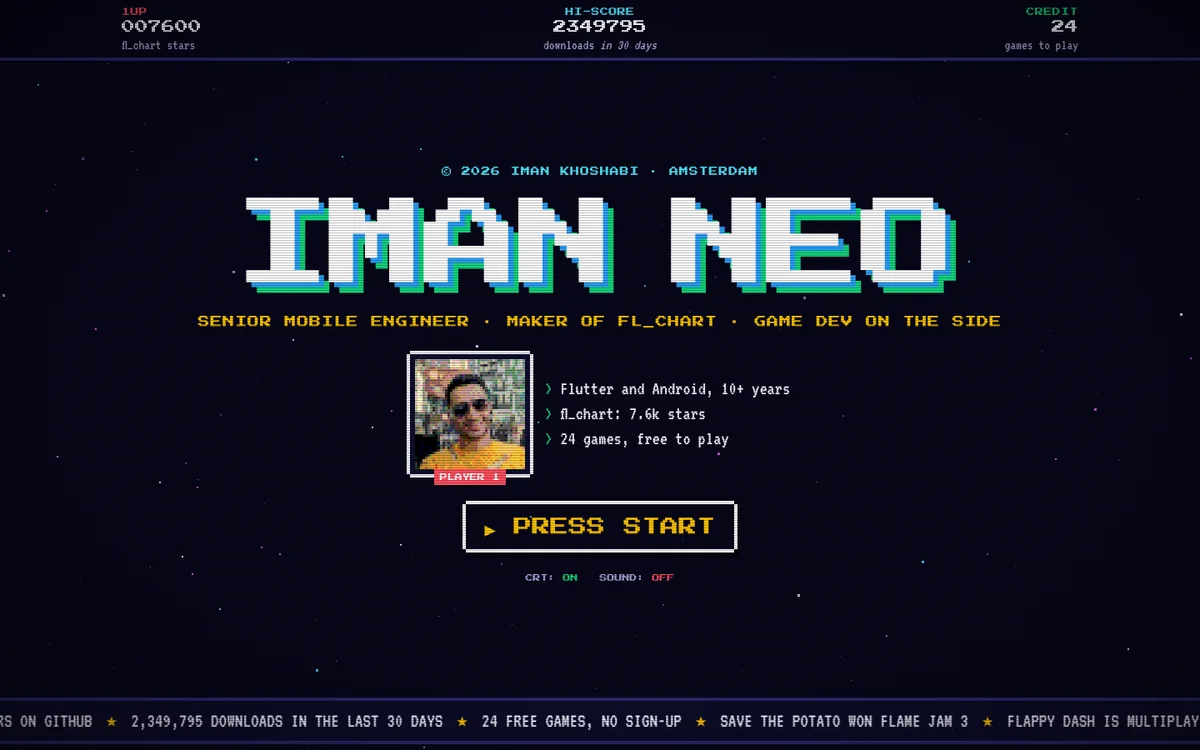 1UP
007600
fl_chart stars
HI-SCORE
2349795
downloads in 30 days
CREDIT
24
games to play
© 2026 IMAN KHOSHABI · AMSTERDAM
IMAN NEO
SENIOR MOBILE ENGINEER · MAKER OF FL_CHART · GAME DEV ON THE SIDE
PLAYER 1
› Flutter and Android, 10+ years
› fl_chart: 7.6k stars
› 24 games, free to play
▶ PRESS START
CRT: ON SOUND: OFF
RS ON GITHUB ★ 2,349,795 DOWNLOADS IN THE LAST 30 DAYS ★ 24 FREE GAMES, NO SIGN-UP ★ SAVE THE POTATO WON FLAME JAM 3 ★ FLAPPY DASH IS MULTIPLAY